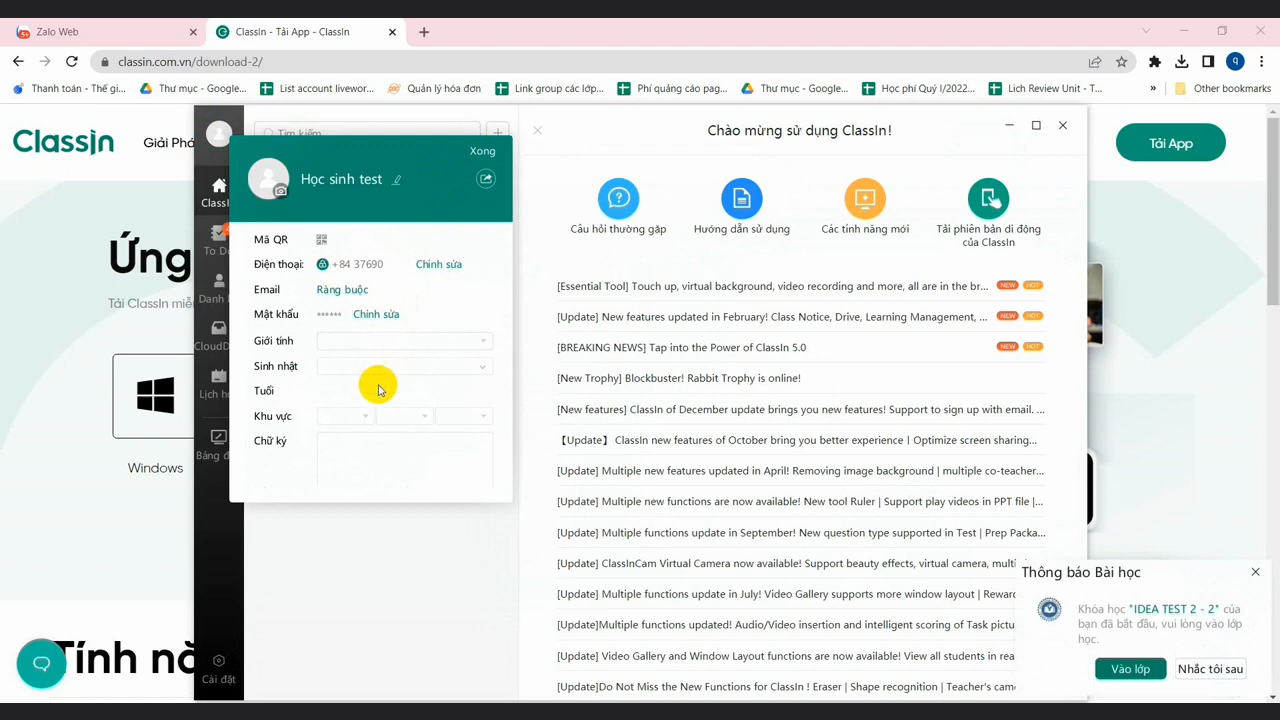 Zalo Web
ClassIn - Tải App - ClassIn
classin.com.vn/download-2/
q
Thanh toán - Thế gi...
Thư mục - Google...
List account livewor...
Quản lý hóa đơn
Link group các lớp...
Phí quảng cáo pag...
Thư mục - Google...
Học phí Quý I/2022...
Lich Review Unit - T...
»
Other bookmarks
ClassIn
Giải Phá
Tải App
Ứng
Tải ClassIn miễ
Windows
Tính nă
Tìm kiếm
ClassI
To D
Danh
CloudD
Lịch h
Bảng đ
Cài đặt
Xong
Học sinh test
Mã QR
Điện thoại: +84 37690 Chỉnh sửa
Email Ràng buộc
Mật khẩu ****** Chỉnh sửa
Giới tính
Sinh nhật
Tuổi
Khu vực
Chữ ký
Chào mừng sử dụng ClassIn!
Câu hỏi thường gặp
Hướng dẫn sử dụng
Các tính năng mới
Tải phiên bản di động
của ClassIn
[Essential Tool] Touch up, virtual background, video recording and more, all are in the br... NEW HOT
[Update] New features updated in February! Class Notice, Drive, Learning Management, ... NEW HOT
[BREAKING NEWS] Tap into the Power of ClassIn 5.0 NEW HOT
[New Trophy] Blockbuster! Rabbit Trophy is online!
[New features] ClassIn of December update brings you new features! Support to sign up with email. ...
【Update】 ClassIn new features of October bring you better experience | Optimize screen sharing...
[Update] Multiple new features updated in April! Removing image background | multiple co-teacher...
[Update] Multiple new functions are now available! New tool Ruler | Support play videos in PPT file |...
[Update] Multiple functions update in September! New question type supported in Test | Prep Packa...
[Update] ClassInCam Virtual Camera now available! Support beauty effects, virtual camera, multi
[Update] Multiple new functions update in July! Video Gallery supports more window layout | Rewar
[Update]Multiple functions updated! Audio/Video insertion and intelligent scoring of Task pictu
[Update] Video Gallery and Window Layout functions are now available! View all students in rea
[Update]Do Not Miss the New Functions for ClassIn ! Eraser | Shape recognition | Teacher's cam
Thông báo Bài học
Khóa học "IDEA TEST 2 - 2" của
bạn đã bắt đầu, vui lòng vào lớp
học.
Vào lớp
Nhắc tôi sau